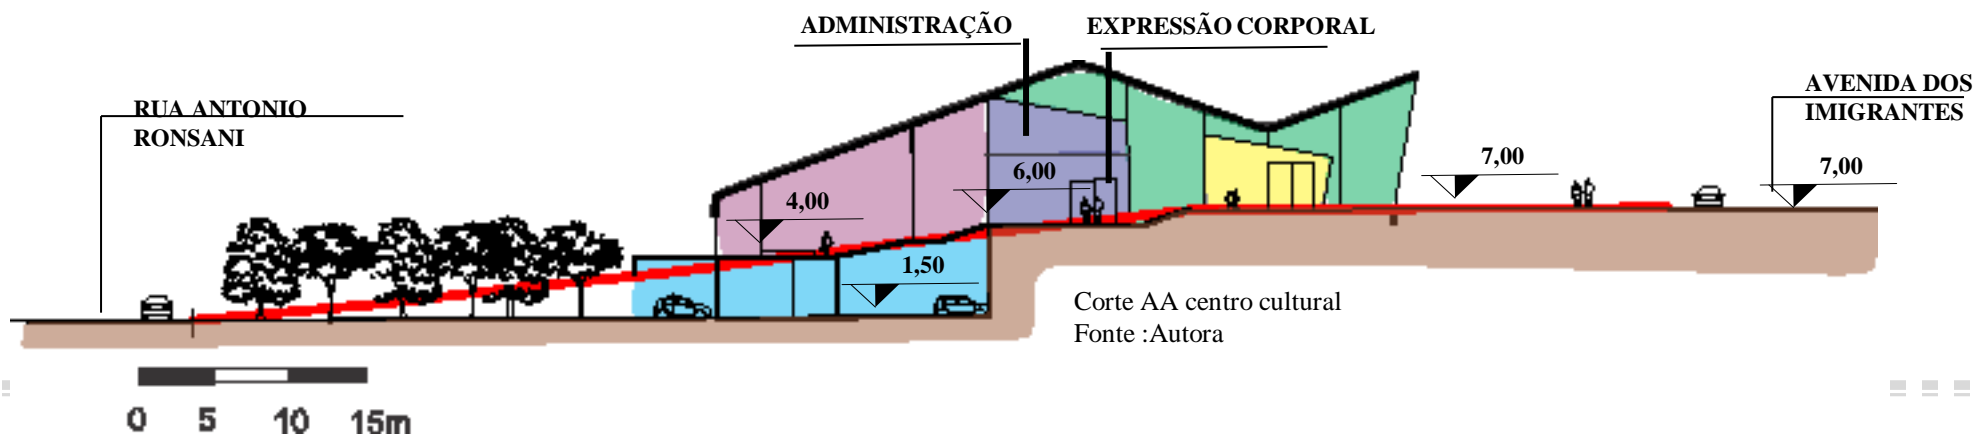 ADMINISTRAÇÃO
EXPRESSÃO CORPORAL
RUA ANTONIO
RONSANI
AVENIDA DOS
IMIGRANTES
4,00
6,00
7,00
7,00
1,50
Corte AA centro cultural
Fonte :Autora
0 5 10 15m